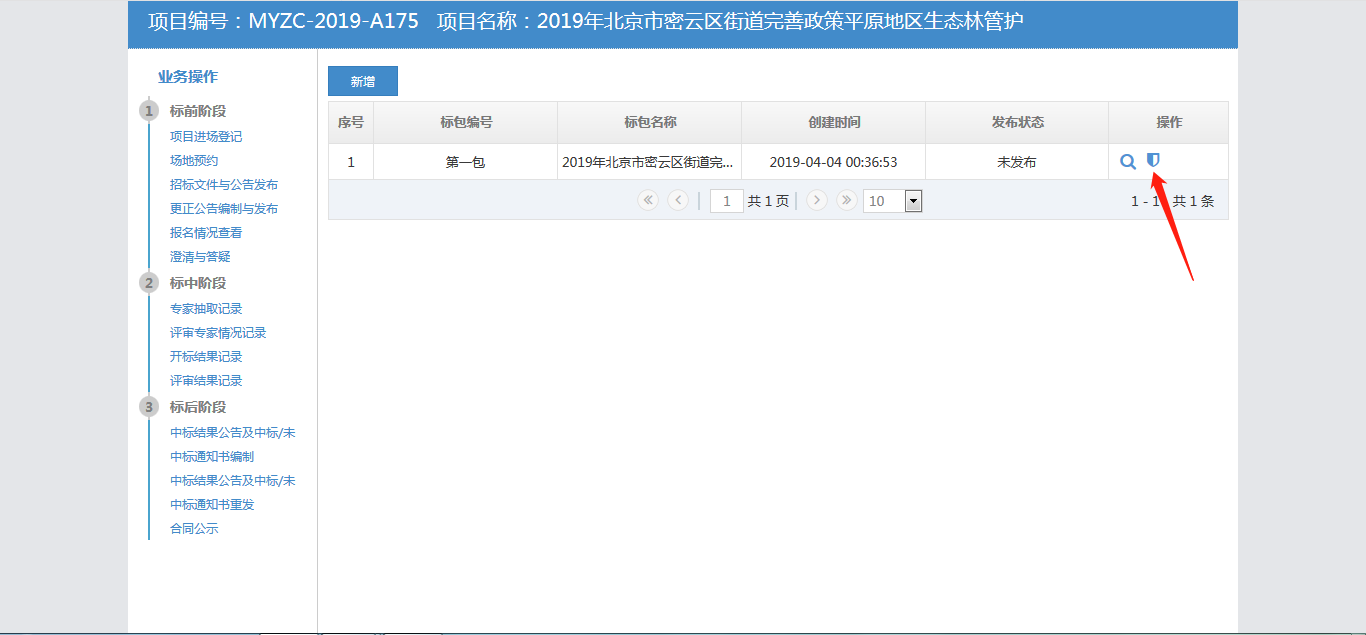 项目编号：MYZC-2019-A175 项目名称：2019年北京市密云区街道完善政策平原地区生态林管护
业务操作
1 标前阶段
项目进场登记
场地预约
招标文件与公告发布
更正公告编制与发布
报名情况查看
澄清与答疑
2 标中阶段
专家抽取记录
评审专家情况记录
开标结果记录
评审结果记录
3 标后阶段
中标结果公告及中标/未
中标通知书编制
中标结果公告及中标/未
中标通知书重发
合同公示
新增
序号 标包编号 标包名称 创建时间 发布状态 操作
1 第一包 2019年北京市密云区街道完... 2019-04-04 00:36:53 未发布
1 共 1 页 10 1 - 1 共 1 条